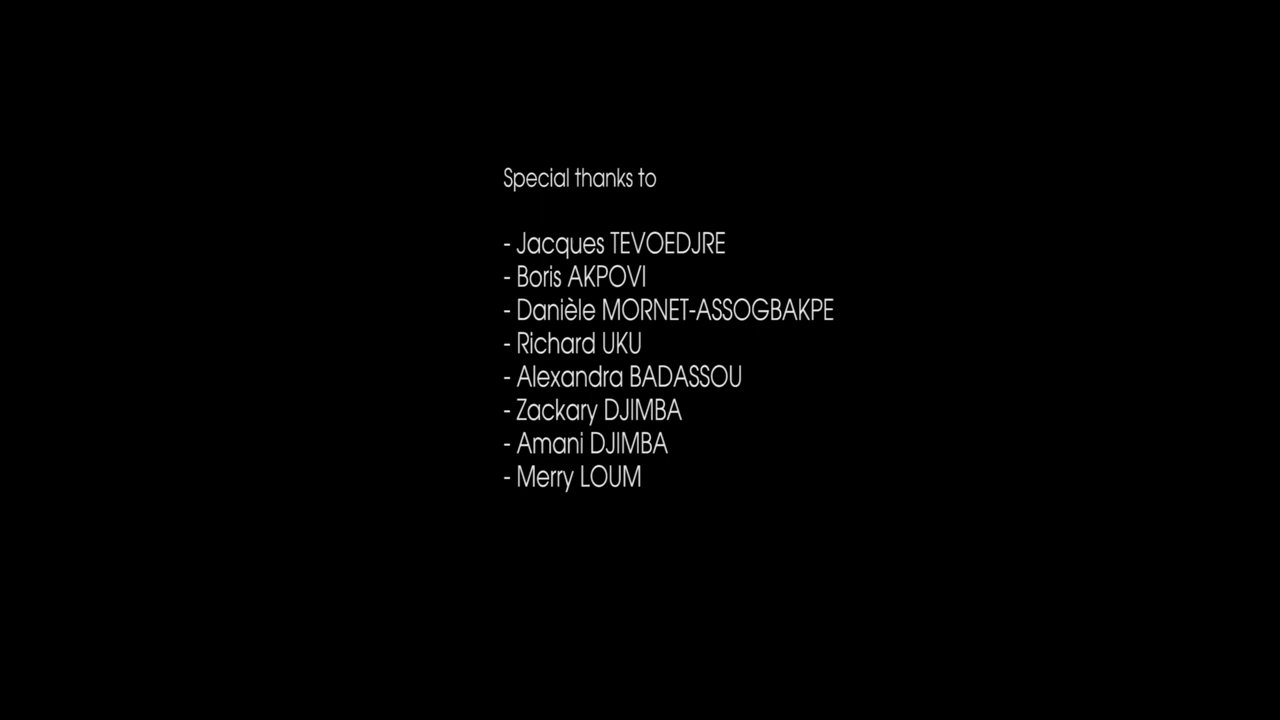 Special thanks to
- Jacques TEVOEDJRE
- Boris AKPOVI
- Danièle MORNET-ASSOGBAKPE
- Richard UKU
- Alexandra BADASSOU
- Zackary DJIMBA
- Amani DJIMBA
- Merry LOUM